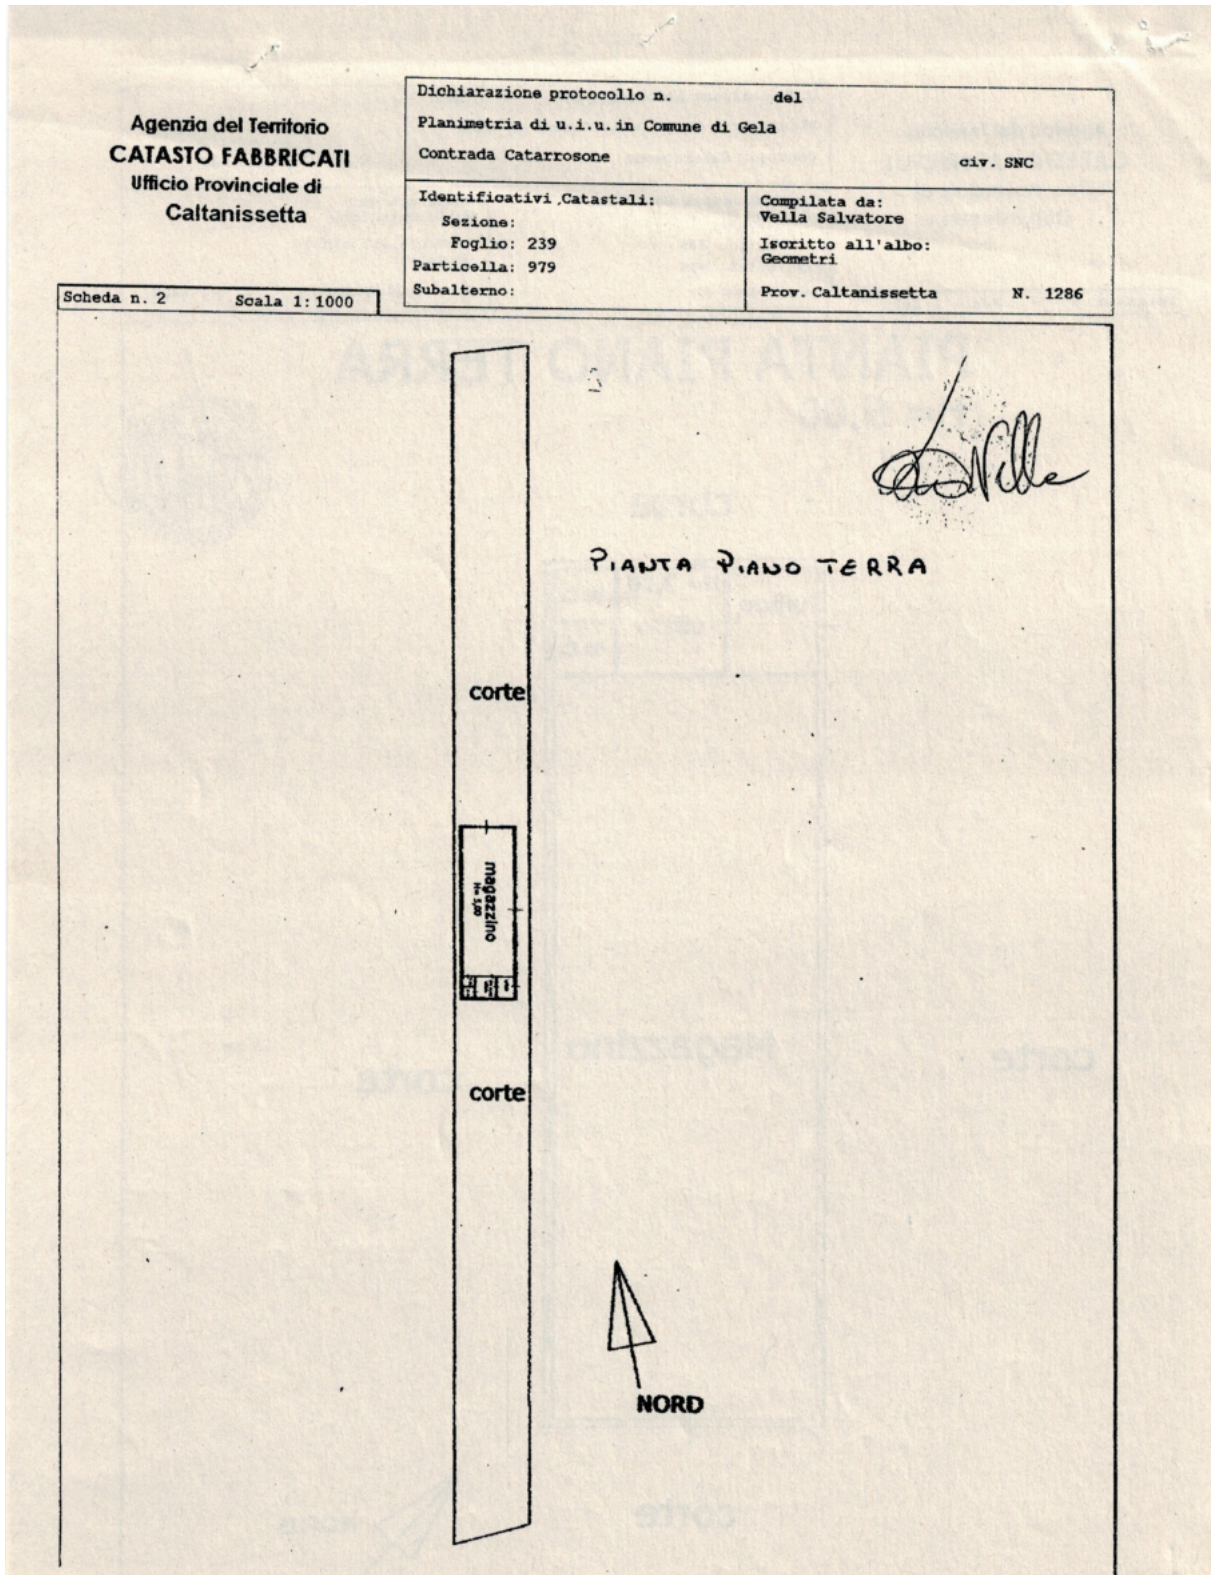 Agenzia del Territorio
CATASTO FABBRICATI
Ufficio Provinciale di
Caltanissetta
Dichiarazione protocollo n. del
Planimetria di u.i.u. in Comune di Gela
Contrada Catarrosone civ. SNC
Identificativi Catastali:
Sezione:
Foglio: 239
Particella: 979
Subalterno:
Compilata da:
Vella Salvatore
Iscritto all'albo:
Geometri
Prov. Caltanissetta N. 1286
Scheda n. 2 Scala 1:1000
PIANTA PIANO TERRA
corte
magazzino
H= 5,00
corte
NORD